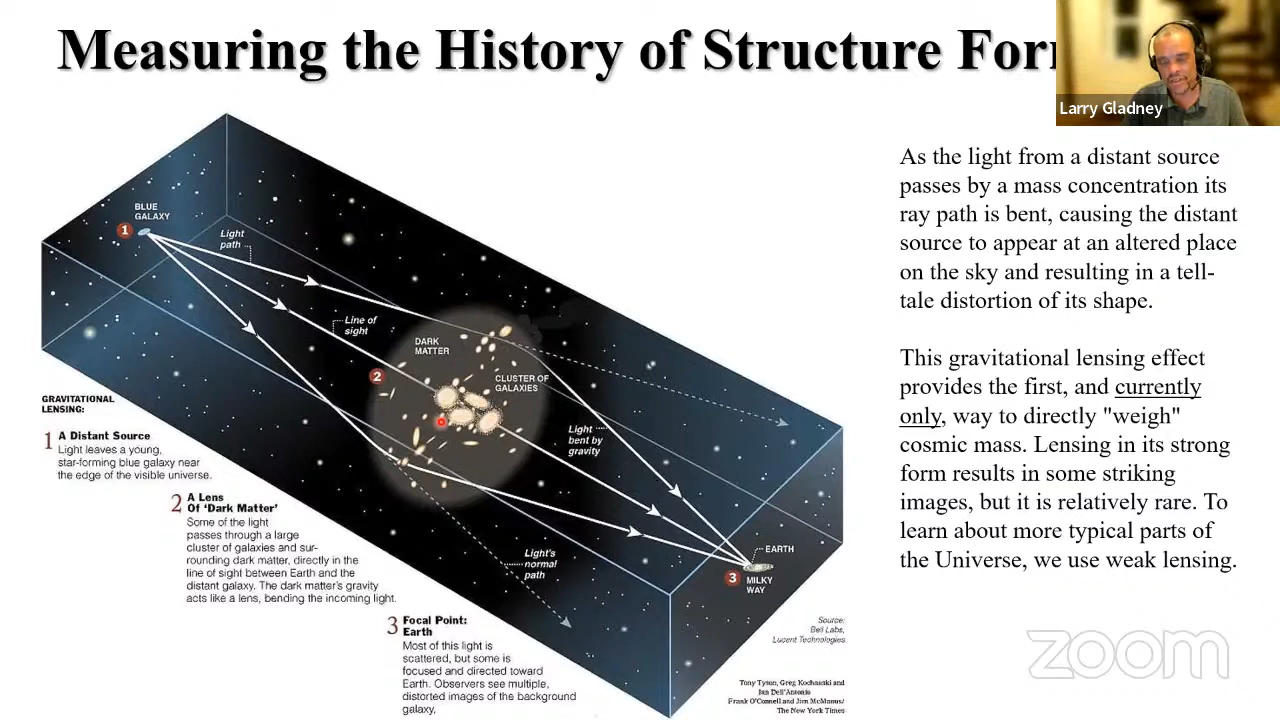 Measuring the History of Structure For
Larry Gladney
As the light from a distant source
passes by a mass concentration its
ray path is bent, causing the distant
source to appear at an altered place
on the sky and resulting in a tell-
tale distortion of its shape.
This gravitational lensing effect
provides the first, and currently
only, way to directly "weigh"
cosmic mass. Lensing in its strong
form results in some striking
images, but it is relatively rare. To
learn about more typical parts of
the Universe, we use weak lensing.
BLUE
GALAXY
1
Light
path
Line of
sight
DARK
MATTER
2
CLUSTER OF
GALAXIES
Light
bent by
gravity
Light's
normal
path
EARTH
3
MILKY
WAY
GRAVITATIONAL
LENSING:
1 A Distant Source
Light leaves a young,
star-forming blue galaxy near
the edge of the visible universe.
2 A Lens
Of 'Dark Matter'
Some of the light
passes through a large
cluster of galaxies and sur-
rounding dark matter, directly in the
line of sight between Earth and the
distant galaxy. The dark matter's gravity
acts like a lens, bending the incoming light.
3 Focal Point:
Earth
Most of this light is
scattered, but some is
focused and directed toward
Earth. Observers see multiple,
distorted images of the background
galaxy,
Source:
Bell Labs,
Lucent Technologies
Tony Tyson, Greg Kochanski and
Ian Dell'Antonio
Frank O'Connell and Jim McManus/
The New York Times
zoom